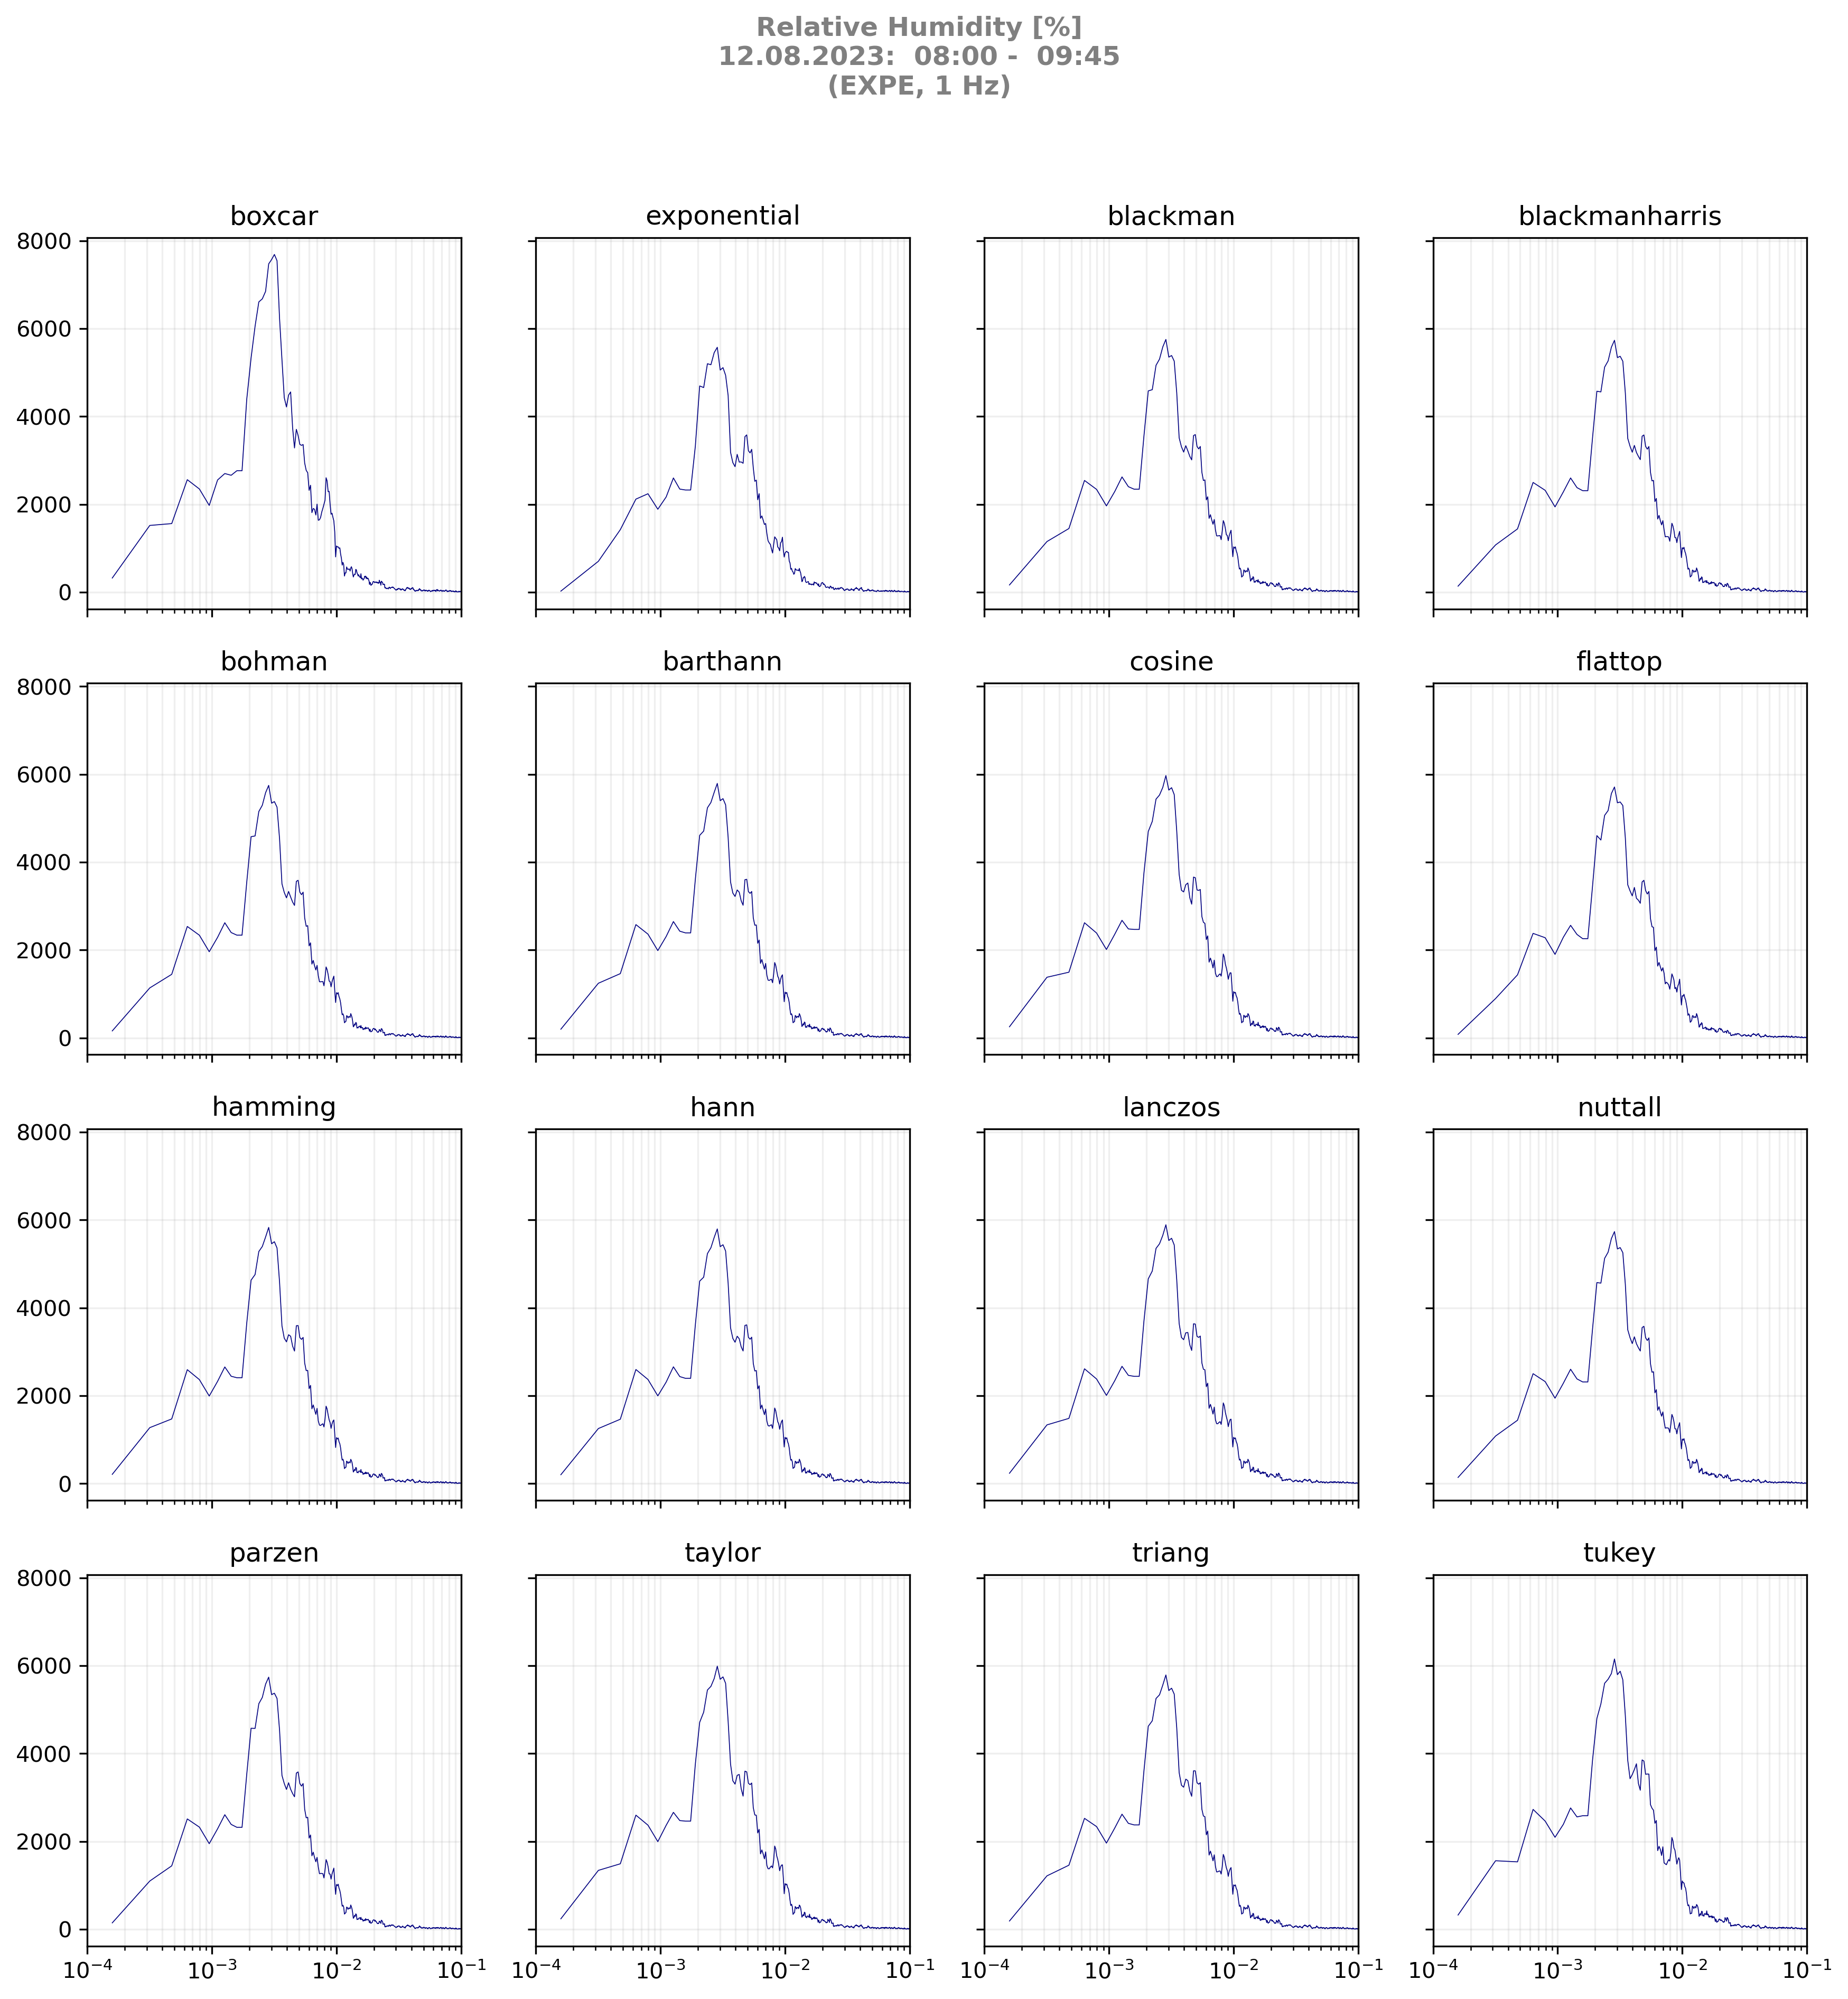 Relative Humidity [%]
12.08.2023:  08:00 -  09:45
(EXPE, 1 Hz)
boxcar exponential blackman blackmanharris
8000
6000
4000
2000
0
bohman barthann cosine flattop
8000
6000
4000
2000
0
hamming hann lanczos nuttall
8000
6000
4000
2000
0
parzen taylor triang tukey
8000
6000
4000
2000
0
10⁻⁴ 10⁻³ 10⁻² 10⁻¹ 10⁻⁴ 10⁻³ 10⁻² 10⁻¹ 10⁻⁴ 10⁻³ 10⁻² 10⁻¹ 10⁻⁴ 10⁻³ 10⁻² 10⁻¹